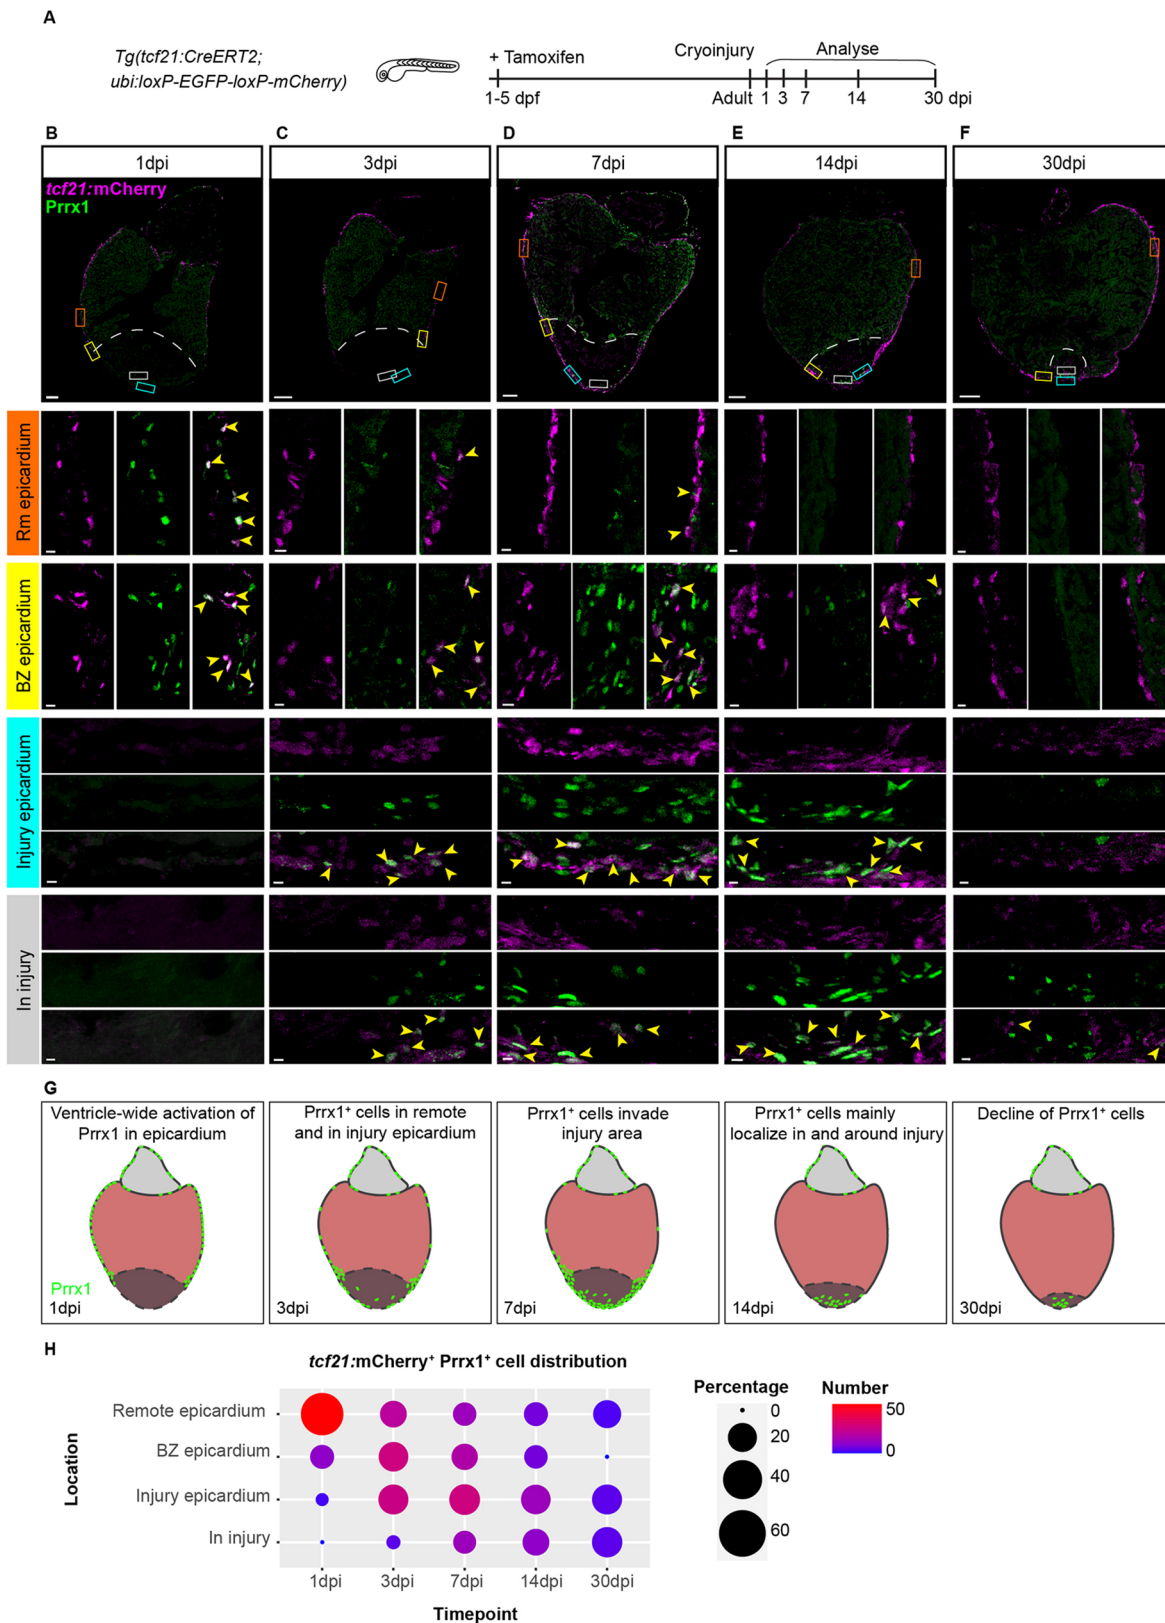 A
Tg(tcf21:CreERT2;
ubi:loxP-EGFP-loxP-mCherry)
+ Tamoxifen
Cryoinjury
Analyse
1-5 dpf
Adult
1
3
7
14
30 dpi
B
C
D
E
F
1dpi
3dpi
7dpi
14dpi
30dpi
tcf21:mCherry
Prrx1
Rm epicardium
BZ epicardium
Injury epicardium
In injury
G
Ventricle-wide activation of
Prrx1 in epicardium
Prrx1
1dpi
Prrx1⁺ cells in remote
and in injury epicardium
3dpi
Prrx1⁺ cells invade
injury area
7dpi
Prrx1⁺ cells mainly
localize in and around injury
14dpi
Decline of Prrx1⁺ cells
30dpi
H
tcf21:mCherry⁺ Prrx1⁺ cell distribution
Location
Remote epicardium
BZ epicardium
Injury epicardium
In injury
1dpi
3dpi
7dpi
14dpi
30dpi
Timepoint
Percentage
0
20
40
60
Number
50
0